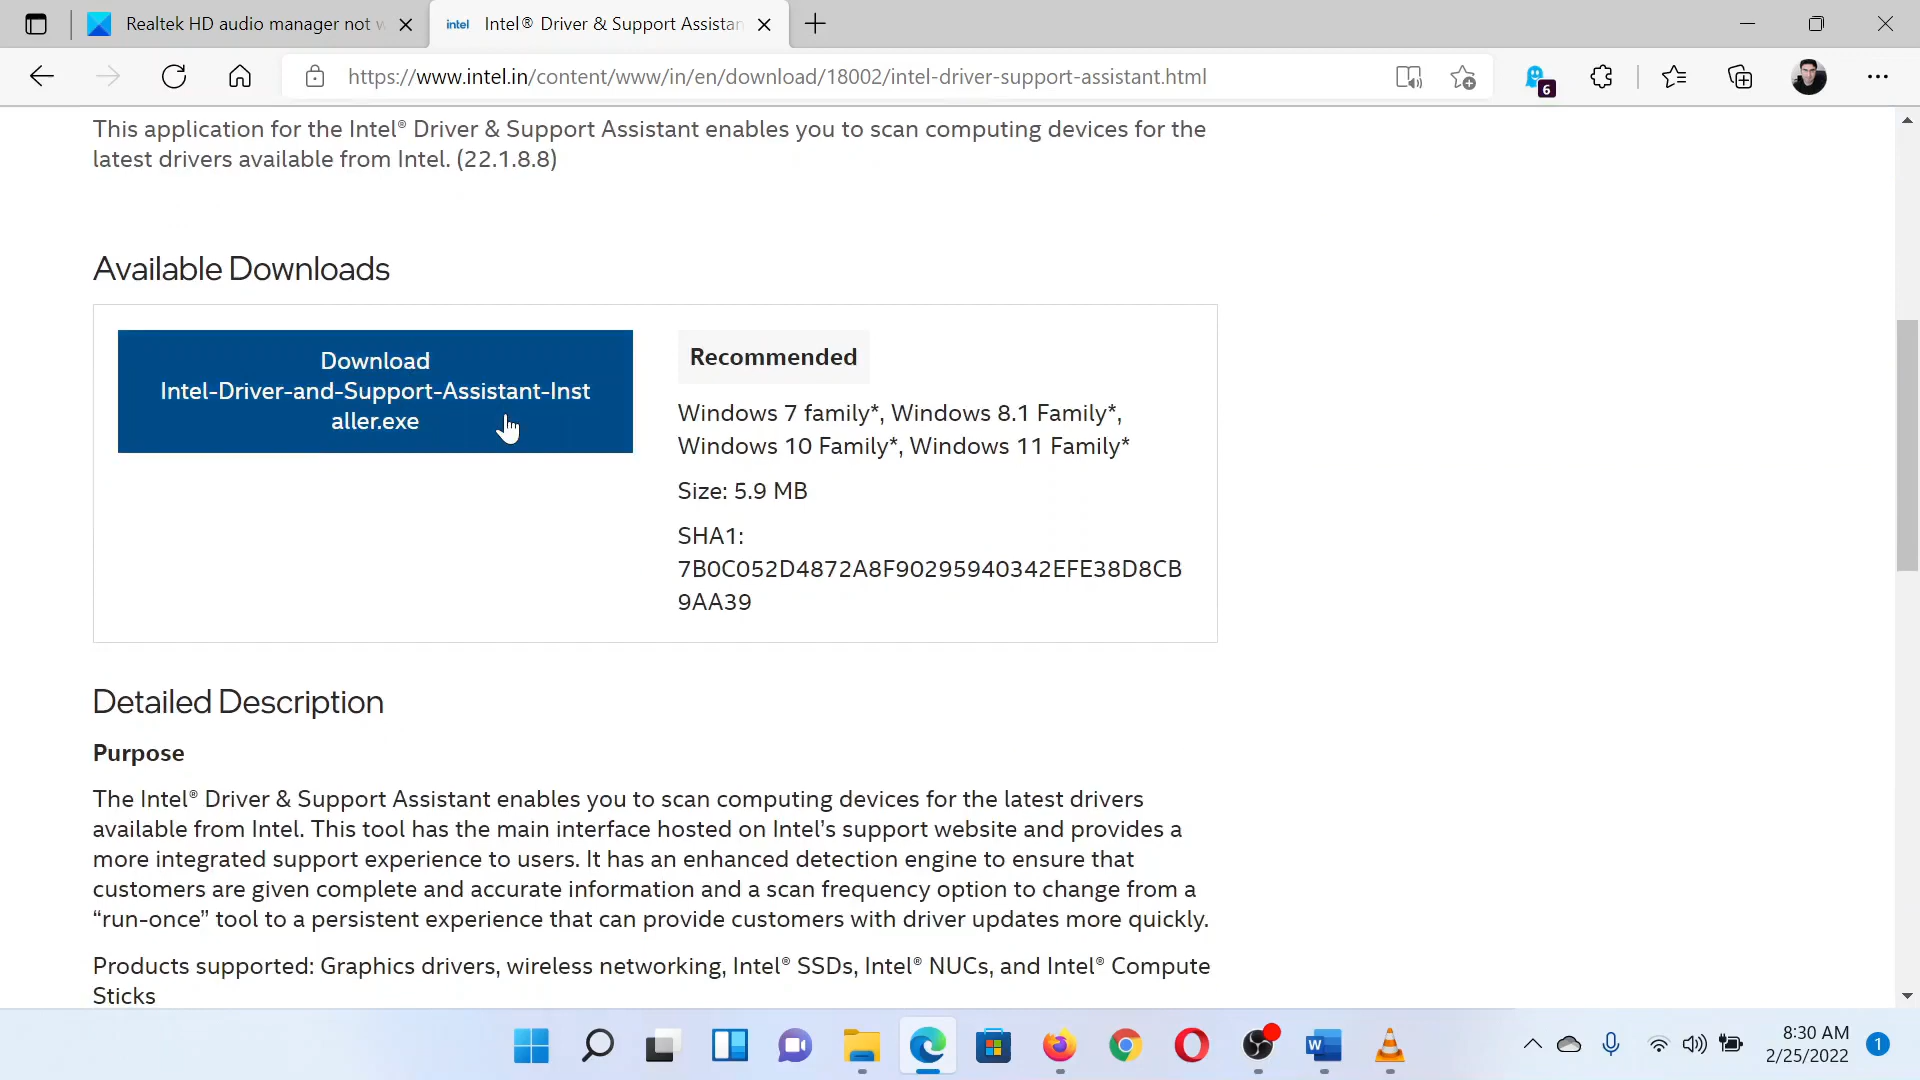 Realtek HD audio manager not w
intel Intel® Driver & Support Assistan
https://www.intel.in/content/www/in/en/download/18002/intel-driver-support-assistant.html
6
This application for the Intel® Driver & Support Assistant enables you to scan computing devices for the
latest drivers available from Intel. (22.1.8.8)
Available Downloads
Download
Intel-Driver-and-Support-Assistant-Inst
aller.exe
Recommended
Windows 7 family*, Windows 8.1 Family*,
Windows 10 Family*, Windows 11 Family*
Size: 5.9 MB
SHA1:
7B0C052D4872A8F90295940342EFE38D8CB
9AA39
Detailed Description
Purpose
The Intel® Driver & Support Assistant enables you to scan computing devices for the latest drivers
available from Intel. This tool has the main interface hosted on Intel’s support website and provides a
more integrated support experience to users. It has an enhanced detection engine to ensure that
customers are given complete and accurate information and a scan frequency option to change from a
“run-once” tool to a persistent experience that can provide customers with driver updates more quickly.
Products supported: Graphics drivers, wireless networking, Intel® SSDs, Intel® NUCs, and Intel® Compute
Sticks
W
8:30 AM
2/25/2022
1